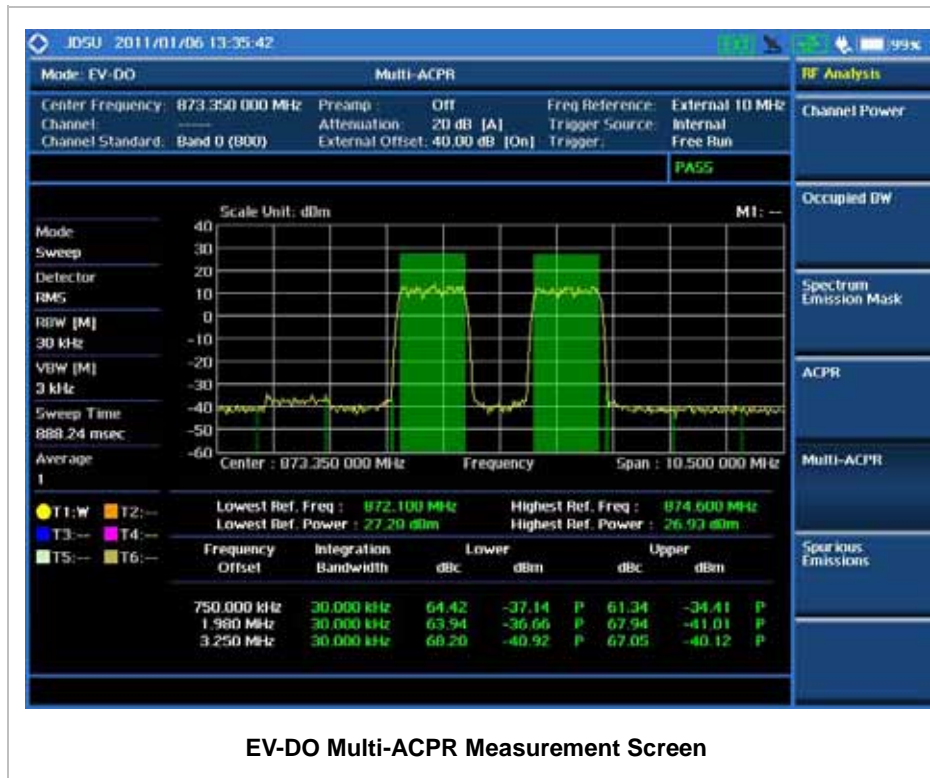 JDSU 2011/01/06 13:35:42
99%
Mode: EV-DO Multi-ACPR
RF Analysis
Center Frequency: 873.350 000 MHz Preamp : Off Freq Reference: External 10 MHz
Channel: ---- Attenuation: 20 dB [A] Trigger Source: Internal
Channel Standard: Band 0 (800) External Offset: 40.00 dB [On] Trigger: Free Run
PASS
Channel Power
Occupied BW
Spectrum
Emission Mask
ACPR
Multi-ACPR
Spurious
Emissions
Mode
Sweep
Detector
RMS
RBW [M]
30 kHz
VBW [M]
3 kHz
Sweep Time
888.24 msec
Average
1
T1:W T2:--
T3:-- T4:--
T5:-- T6:--
Scale Unit: dBm M1: --
40
30
20
10
0
-10
-20
-30
-40
-50
-60
Center : 873.350 000 MHz Frequency Span : 10.500 000 MHz
Lowest Ref. Freq : 872.100 MHz Highest Ref. Freq : 874.600 MHz
Lowest Ref. Power : 27.29 dBm Highest Ref. Power : 26.93 dBm
Frequency Integration Lower Upper
Offset Bandwidth dBc dBm dBc dBm
750.000 kHz 30.000 kHz 64.42 -37.14 P 61.34 -34.41 P
1.980 MHz 30.000 kHz 63.94 -36.66 P 67.94 -41.01 P
3.250 MHz 30.000 kHz 68.20 -40.92 P 67.05 -40.12 P
EV-DO Multi-ACPR Measurement Screen